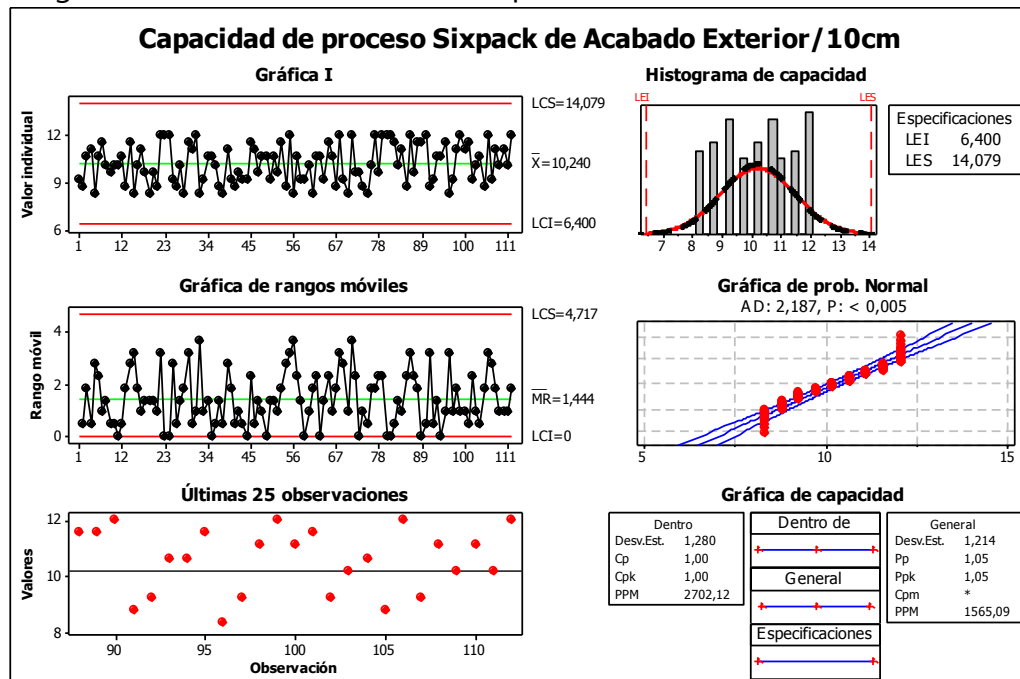 Capacidad de proceso Sixpack de Acabado Exterior/10cm
Gráfica I
Valor individual
12
9
6
LCS=14,079
X=10,240
LCI=6,400
1 12 23 34 45 56 67 78 89 100 111
Histograma de capacidad
LEI LES
7 8 9 10 11 12 13 14
Especificaciones
LEI 6,400
LES 14,079
Gráfica de rangos móviles
Rango móvil
4
2
0
LCS=4,717
MR=1,444
LCI=0
1 12 23 34 45 56 67 78 89 100 111
Gráfica de prob. Normal
AD: 2,187, P: < 0,005
5 10 15
Últimas 25 observaciones
Valores
12
10
8
90 95 100 105 110
Observación
Gráfica de capacidad
Dentro
Desv.Est. 1,280
Cp 1,00
Cpk 1,00
PPM 2702,12
Dentro de
General
Especificaciones
General
Desv.Est. 1,214
Pp 1,05
Ppk 1,05
Cpm *
PPM 1565,09